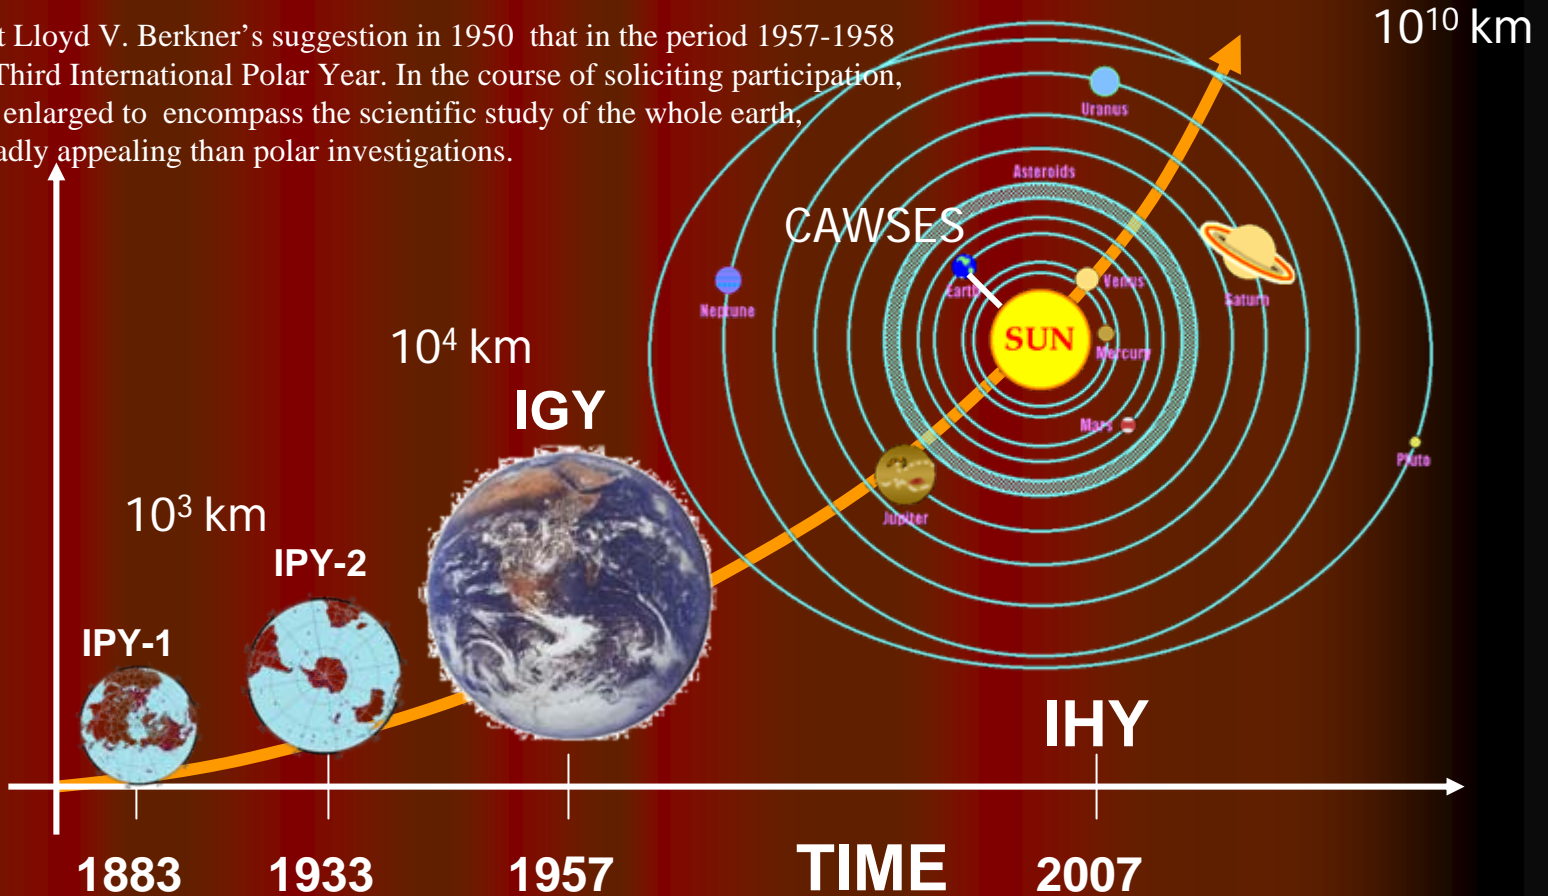 t Lloyd V. Berkner’s suggestion in 1950 that in the period 1957-1958
Third International Polar Year. In the course of soliciting participation,
enlarged to encompass the scientific study of the whole earth,
adly appealing than polar investigations.
10¹⁰ km
Uranus
Asteroids
CAWSES
Earth
Venus
Saturn
Neptune
SUN
Mercury
10⁴ km
IGY
Mars
Pluto
10³ km
Jupiter
IPY-2
IPY-1
IHY
1883
1933
1957
TIME
2007